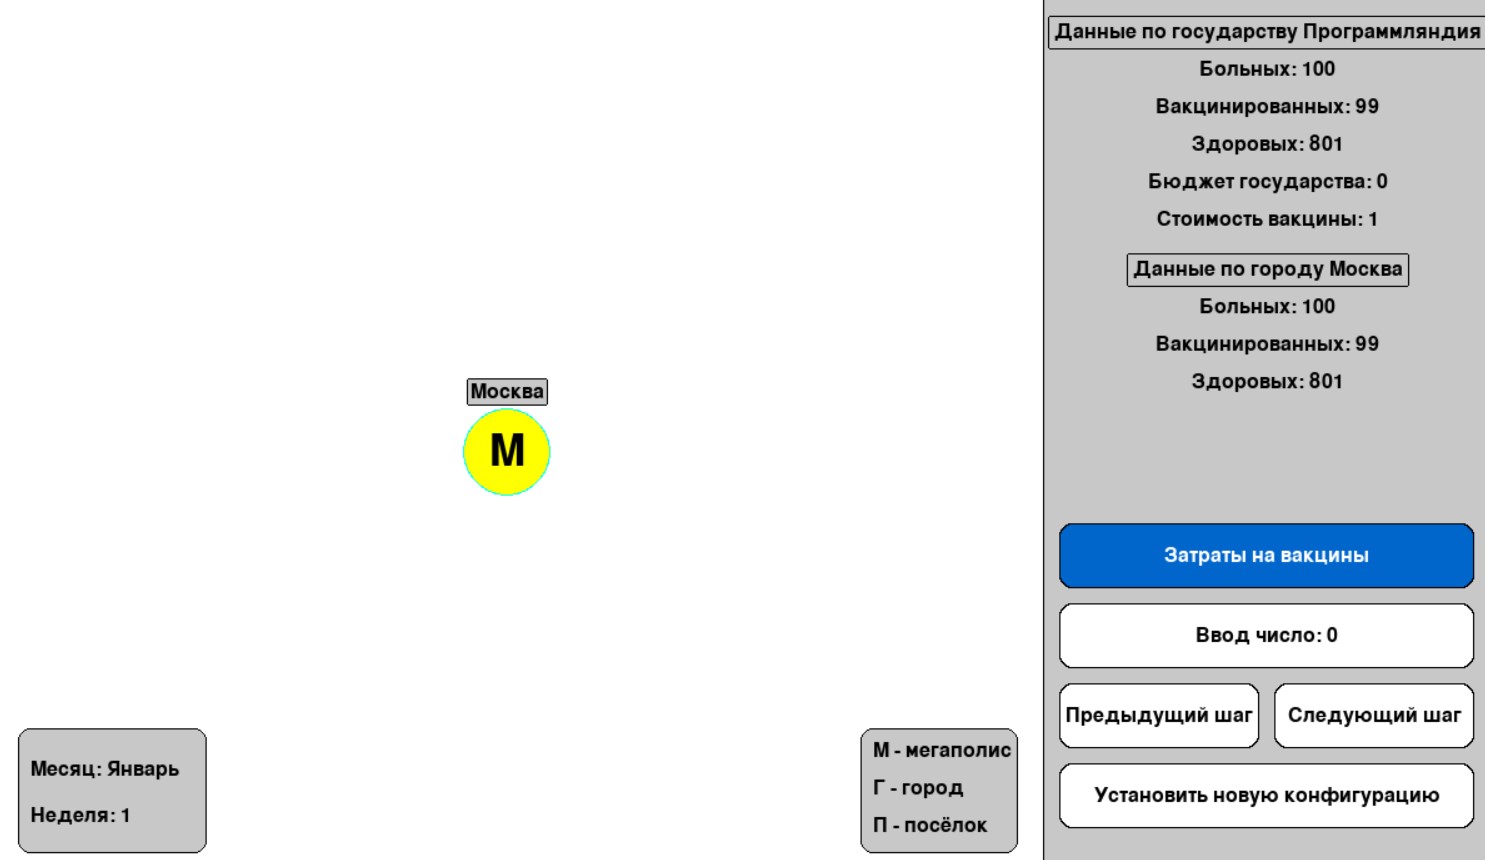 Данные по государству Программляндия
Больных: 100
Вакцинированных: 99
Здоровых: 801
Бюджет государства: 0
Стоимость вакцины: 1
Данные по городу Москва
Больных: 100
Вакцинированных: 99
Здоровых: 801
Москва
М
Затраты на вакцины
Ввод число: 0
Предыдущий шаг
Следующий шаг
Установить новую конфигурацию
Месяц: Январь
Неделя: 1
М - мегаполис
Г - город
П - посёлок